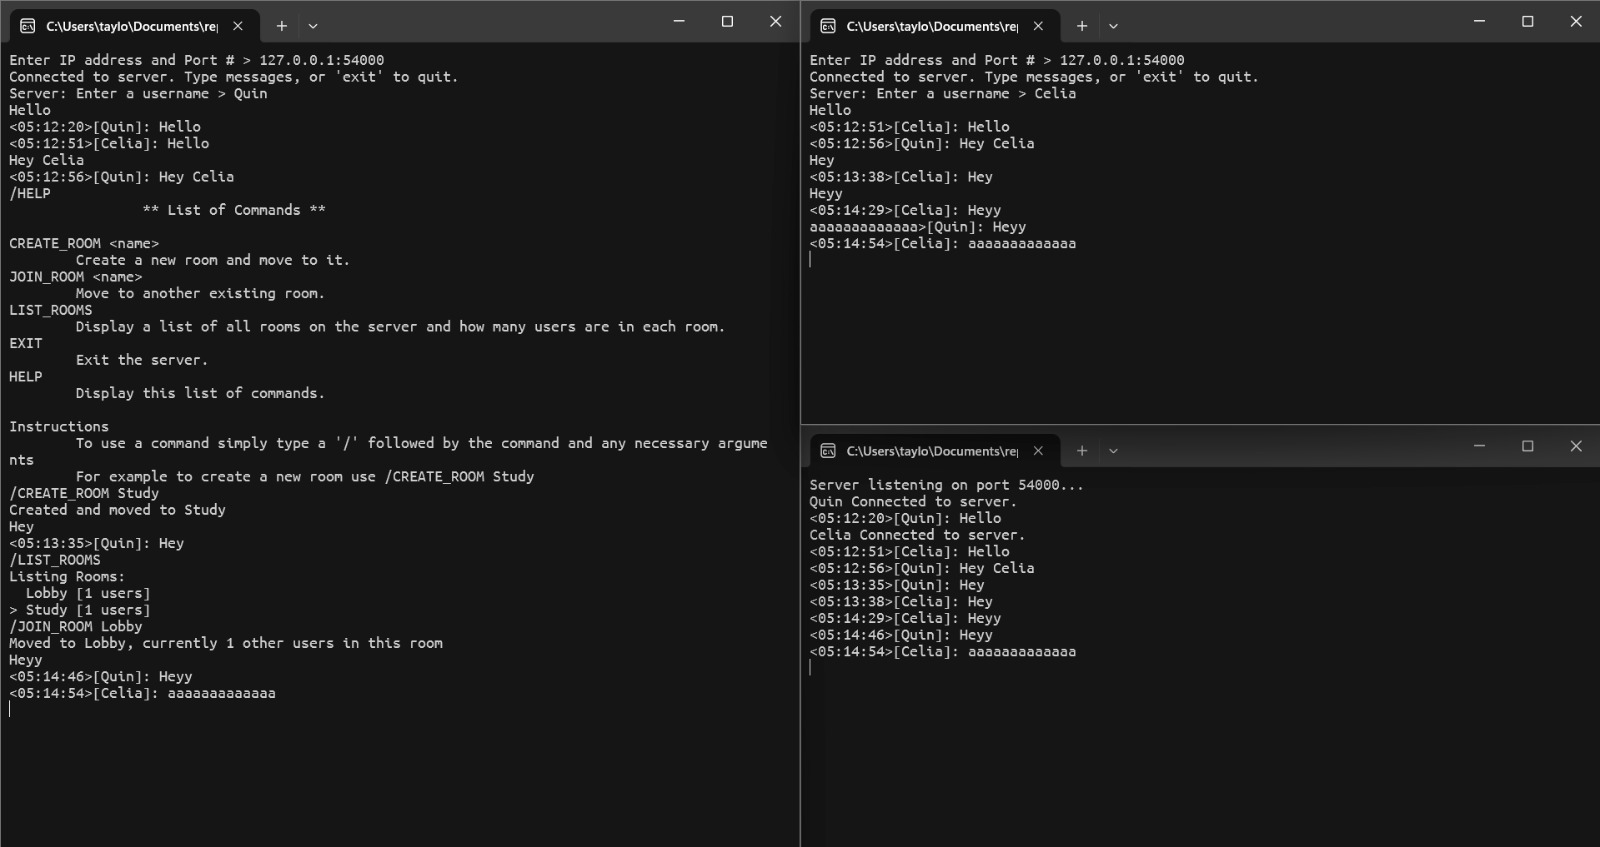 C:\Users\taylo\Documents\rep
Enter IP address and Port # > 127.0.0.1:54000
Connected to server. Type messages, or 'exit' to quit.
Server: Enter a username > Quin
Hello
<05:12:20>[Quin]: Hello
<05:12:51>[Celia]: Hello
Hey Celia
<05:12:56>[Quin]: Hey Celia
/HELP
** List of Commands **
CREATE_ROOM <name>
Create a new room and move to it.
JOIN_ROOM <name>
Move to another existing room.
LIST_ROOMS
Display a list of all rooms on the server and how many users are in each room.
EXIT
Exit the server.
HELP
Display this list of commands.
Instructions
To use a command simply type a '/' followed by the command and any necessary argume
nts
For example to create a new room use /CREATE_ROOM Study
/CREATE_ROOM Study
Created and moved to Study
Hey
<05:13:35>[Quin]: Hey
/LIST_ROOMS
Listing Rooms:
Lobby [1 users]
> Study [1 users]
/JOIN_ROOM Lobby
Moved to Lobby, currently 1 other users in this room
Heyy
<05:14:46>[Quin]: Heyy
<05:14:54>[Celia]: aaaaaaaaaaaaa
C:\Users\taylo\Documents\rep
Enter IP address and Port # > 127.0.0.1:54000
Connected to server. Type messages, or 'exit' to quit.
Server: Enter a username > Celia
Hello
<05:12:51>[Celia]: Hello
<05:12:56>[Quin]: Hey Celia
Hey
<05:13:38>[Celia]: Hey
Heyy
<05:14:29>[Celia]: Heyy
aaaaaaaaaaaaa>[Quin]: Heyy
<05:14:54>[Celia]: aaaaaaaaaaaaa
C:\Users\taylo\Documents\rep
Server listening on port 54000...
Quin Connected to server.
<05:12:20>[Quin]: Hello
Celia Connected to server.
<05:12:51>[Celia]: Hello
<05:12:56>[Quin]: Hey Celia
<05:13:35>[Quin]: Hey
<05:13:38>[Celia]: Hey
<05:14:29>[Celia]: Heyy
<05:14:46>[Quin]: Heyy
<05:14:54>[Celia]: aaaaaaaaaaaaa